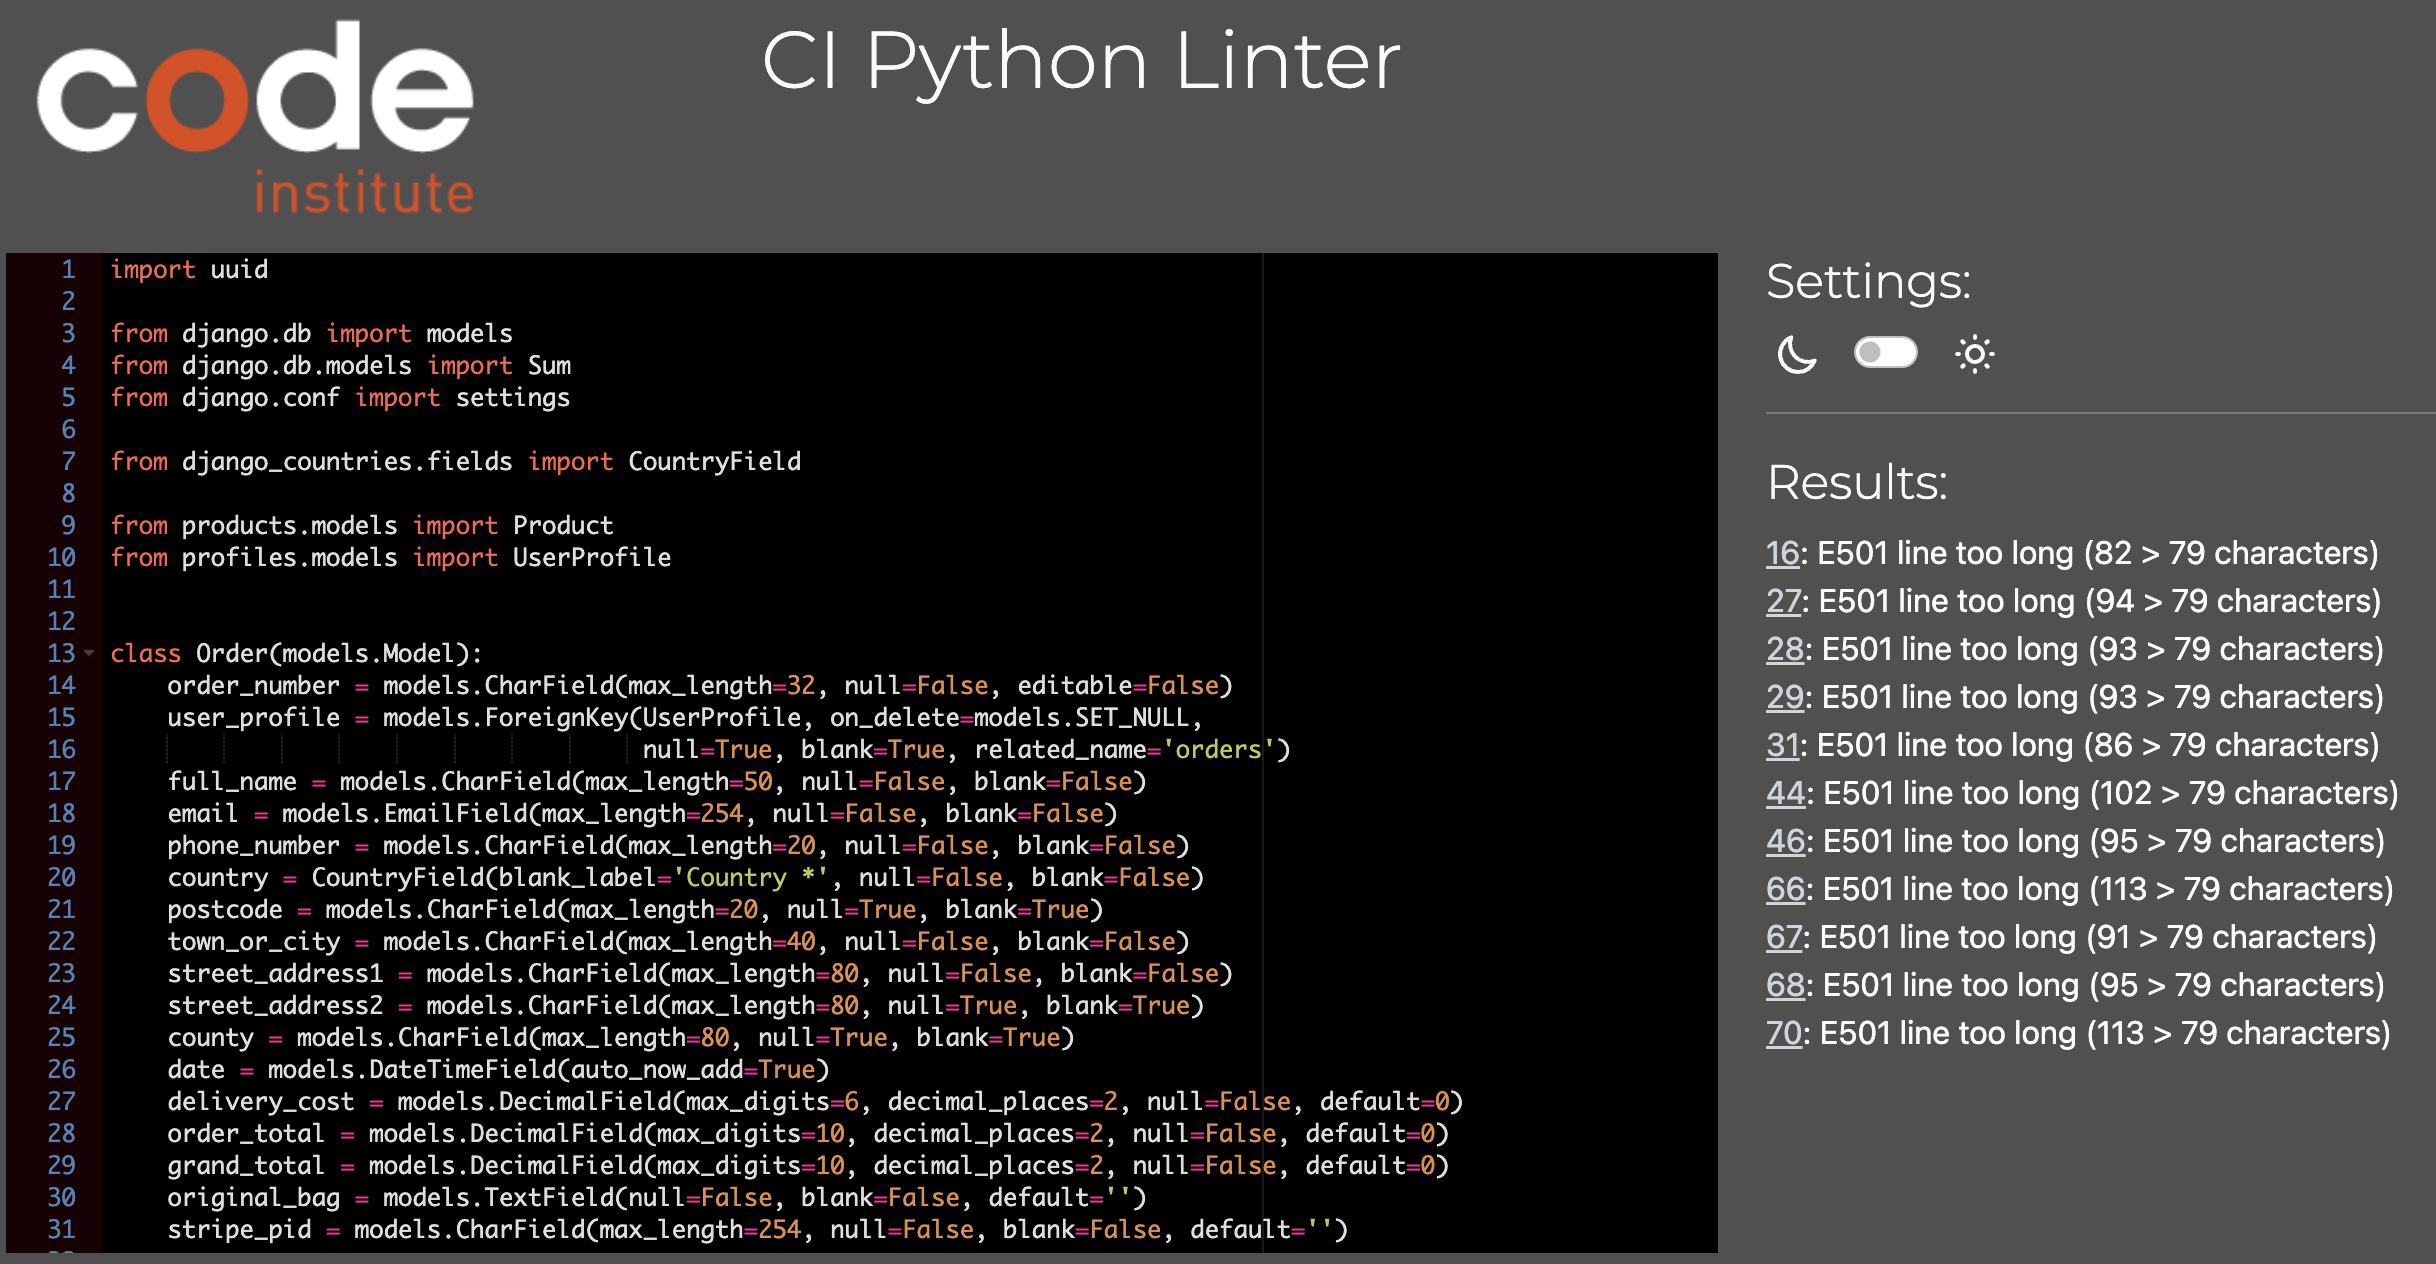 code
institute
CI Python Linter
1 import uuid
2
3 from django.db import models
4 from django.db.models import Sum
5 from django.conf import settings
6
7 from django_countries.fields import CountryField
8
9 from products.models import Product
10 from profiles.models import UserProfile
11
12
13 class Order(models.Model):
14     order_number = models.CharField(max_length=32, null=False, editable=False)
15     user_profile = models.ForeignKey(UserProfile, on_delete=models.SET_NULL,
16                                      null=True, blank=True, related_name='orders')
17     full_name = models.CharField(max_length=50, null=False, blank=False)
18     email = models.EmailField(max_length=254, null=False, blank=False)
19     phone_number = models.CharField(max_length=20, null=False, blank=False)
20     country = CountryField(blank_label='Country *', null=False, blank=False)
21     postcode = models.CharField(max_length=20, null=True, blank=True)
22     town_or_city = models.CharField(max_length=40, null=False, blank=False)
23     street_address1 = models.CharField(max_length=80, null=False, blank=False)
24     street_address2 = models.CharField(max_length=80, null=True, blank=True)
25     county = models.CharField(max_length=80, null=True, blank=True)
26     date = models.DateTimeField(auto_now_add=True)
27     delivery_cost = models.DecimalField(max_digits=6, decimal_places=2, null=False, default=0)
28     order_total = models.DecimalField(max_digits=10, decimal_places=2, null=False, default=0)
29     grand_total = models.DecimalField(max_digits=10, decimal_places=2, null=False, default=0)
30     original_bag = models.TextField(null=False, blank=False, default='')
31     stripe_pid = models.CharField(max_length=254, null=False, blank=False, default='')
Settings:
Results:
16: E501 line too long (82 > 79 characters)
27: E501 line too long (94 > 79 characters)
28: E501 line too long (93 > 79 characters)
29: E501 line too long (93 > 79 characters)
31: E501 line too long (86 > 79 characters)
44: E501 line too long (102 > 79 characters)
46: E501 line too long (95 > 79 characters)
66: E501 line too long (113 > 79 characters)
67: E501 line too long (91 > 79 characters)
68: E501 line too long (95 > 79 characters)
70: E501 line too long (113 > 79 characters)